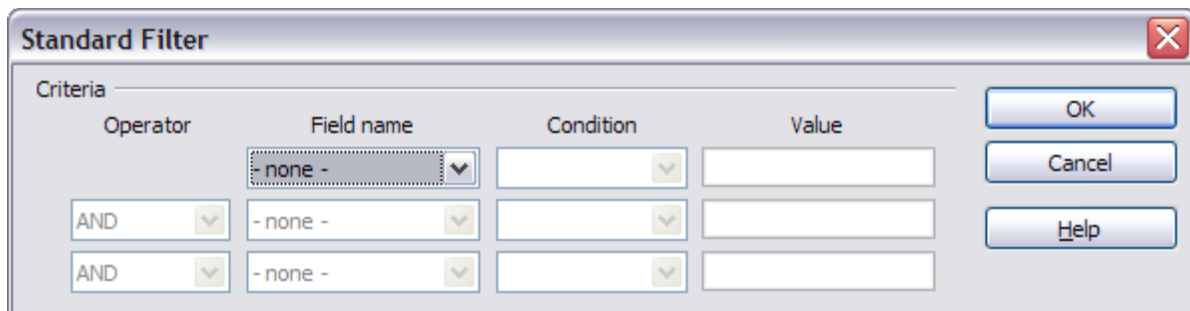 Standard Filter
Criteria
Operator Field name Condition Value
- none -
AND - none -
AND - none -
OK
Cancel
Help